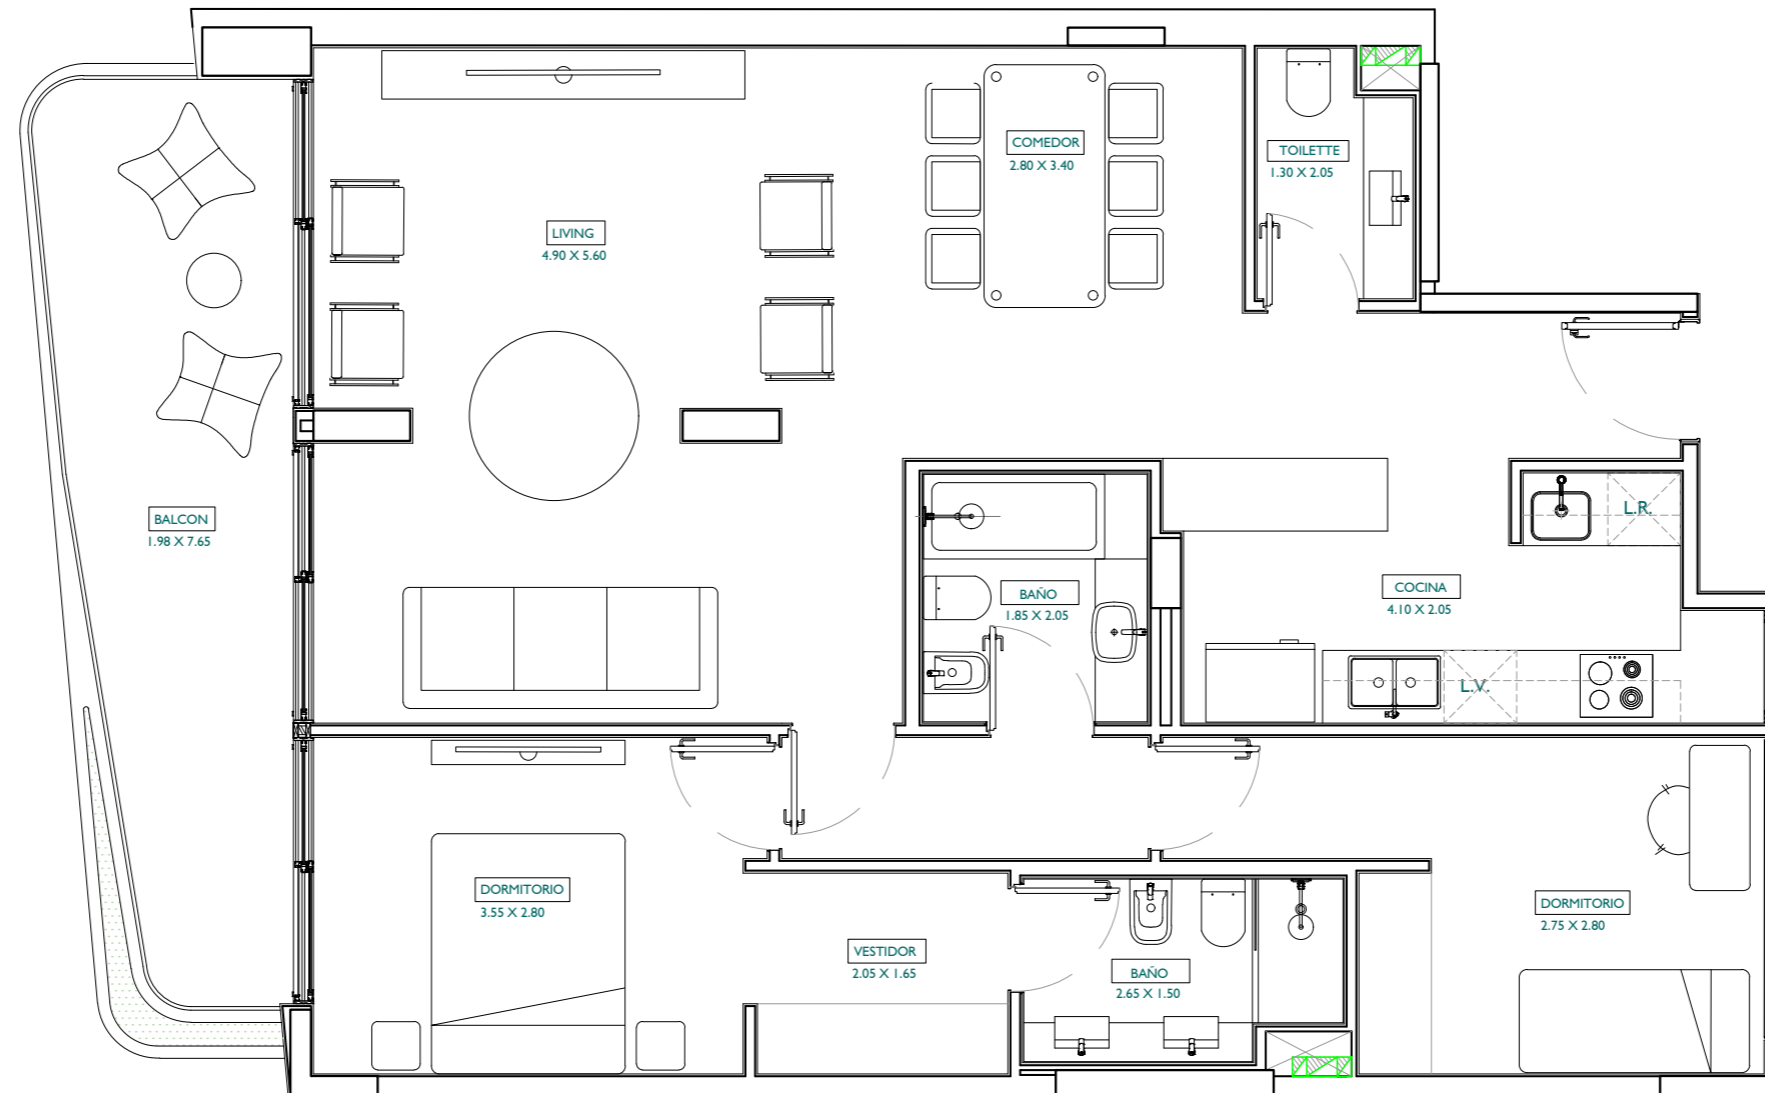 COMEDOR
2.80 X 3.40
TOILETTE
1.30 X 2.05
LIVING
4.90 X 5.60
BALCON
1.98 X 7.65
L.R.
BAÑO
1.85 X 2.05
COCINA
4.10 X 2.05
L.V.
DORMITORIO
3.55 X 2.80
DORMITORIO
2.75 X 2.80
VESTIDOR
2.05 X 1.65
BAÑO
2.65 X 1.50